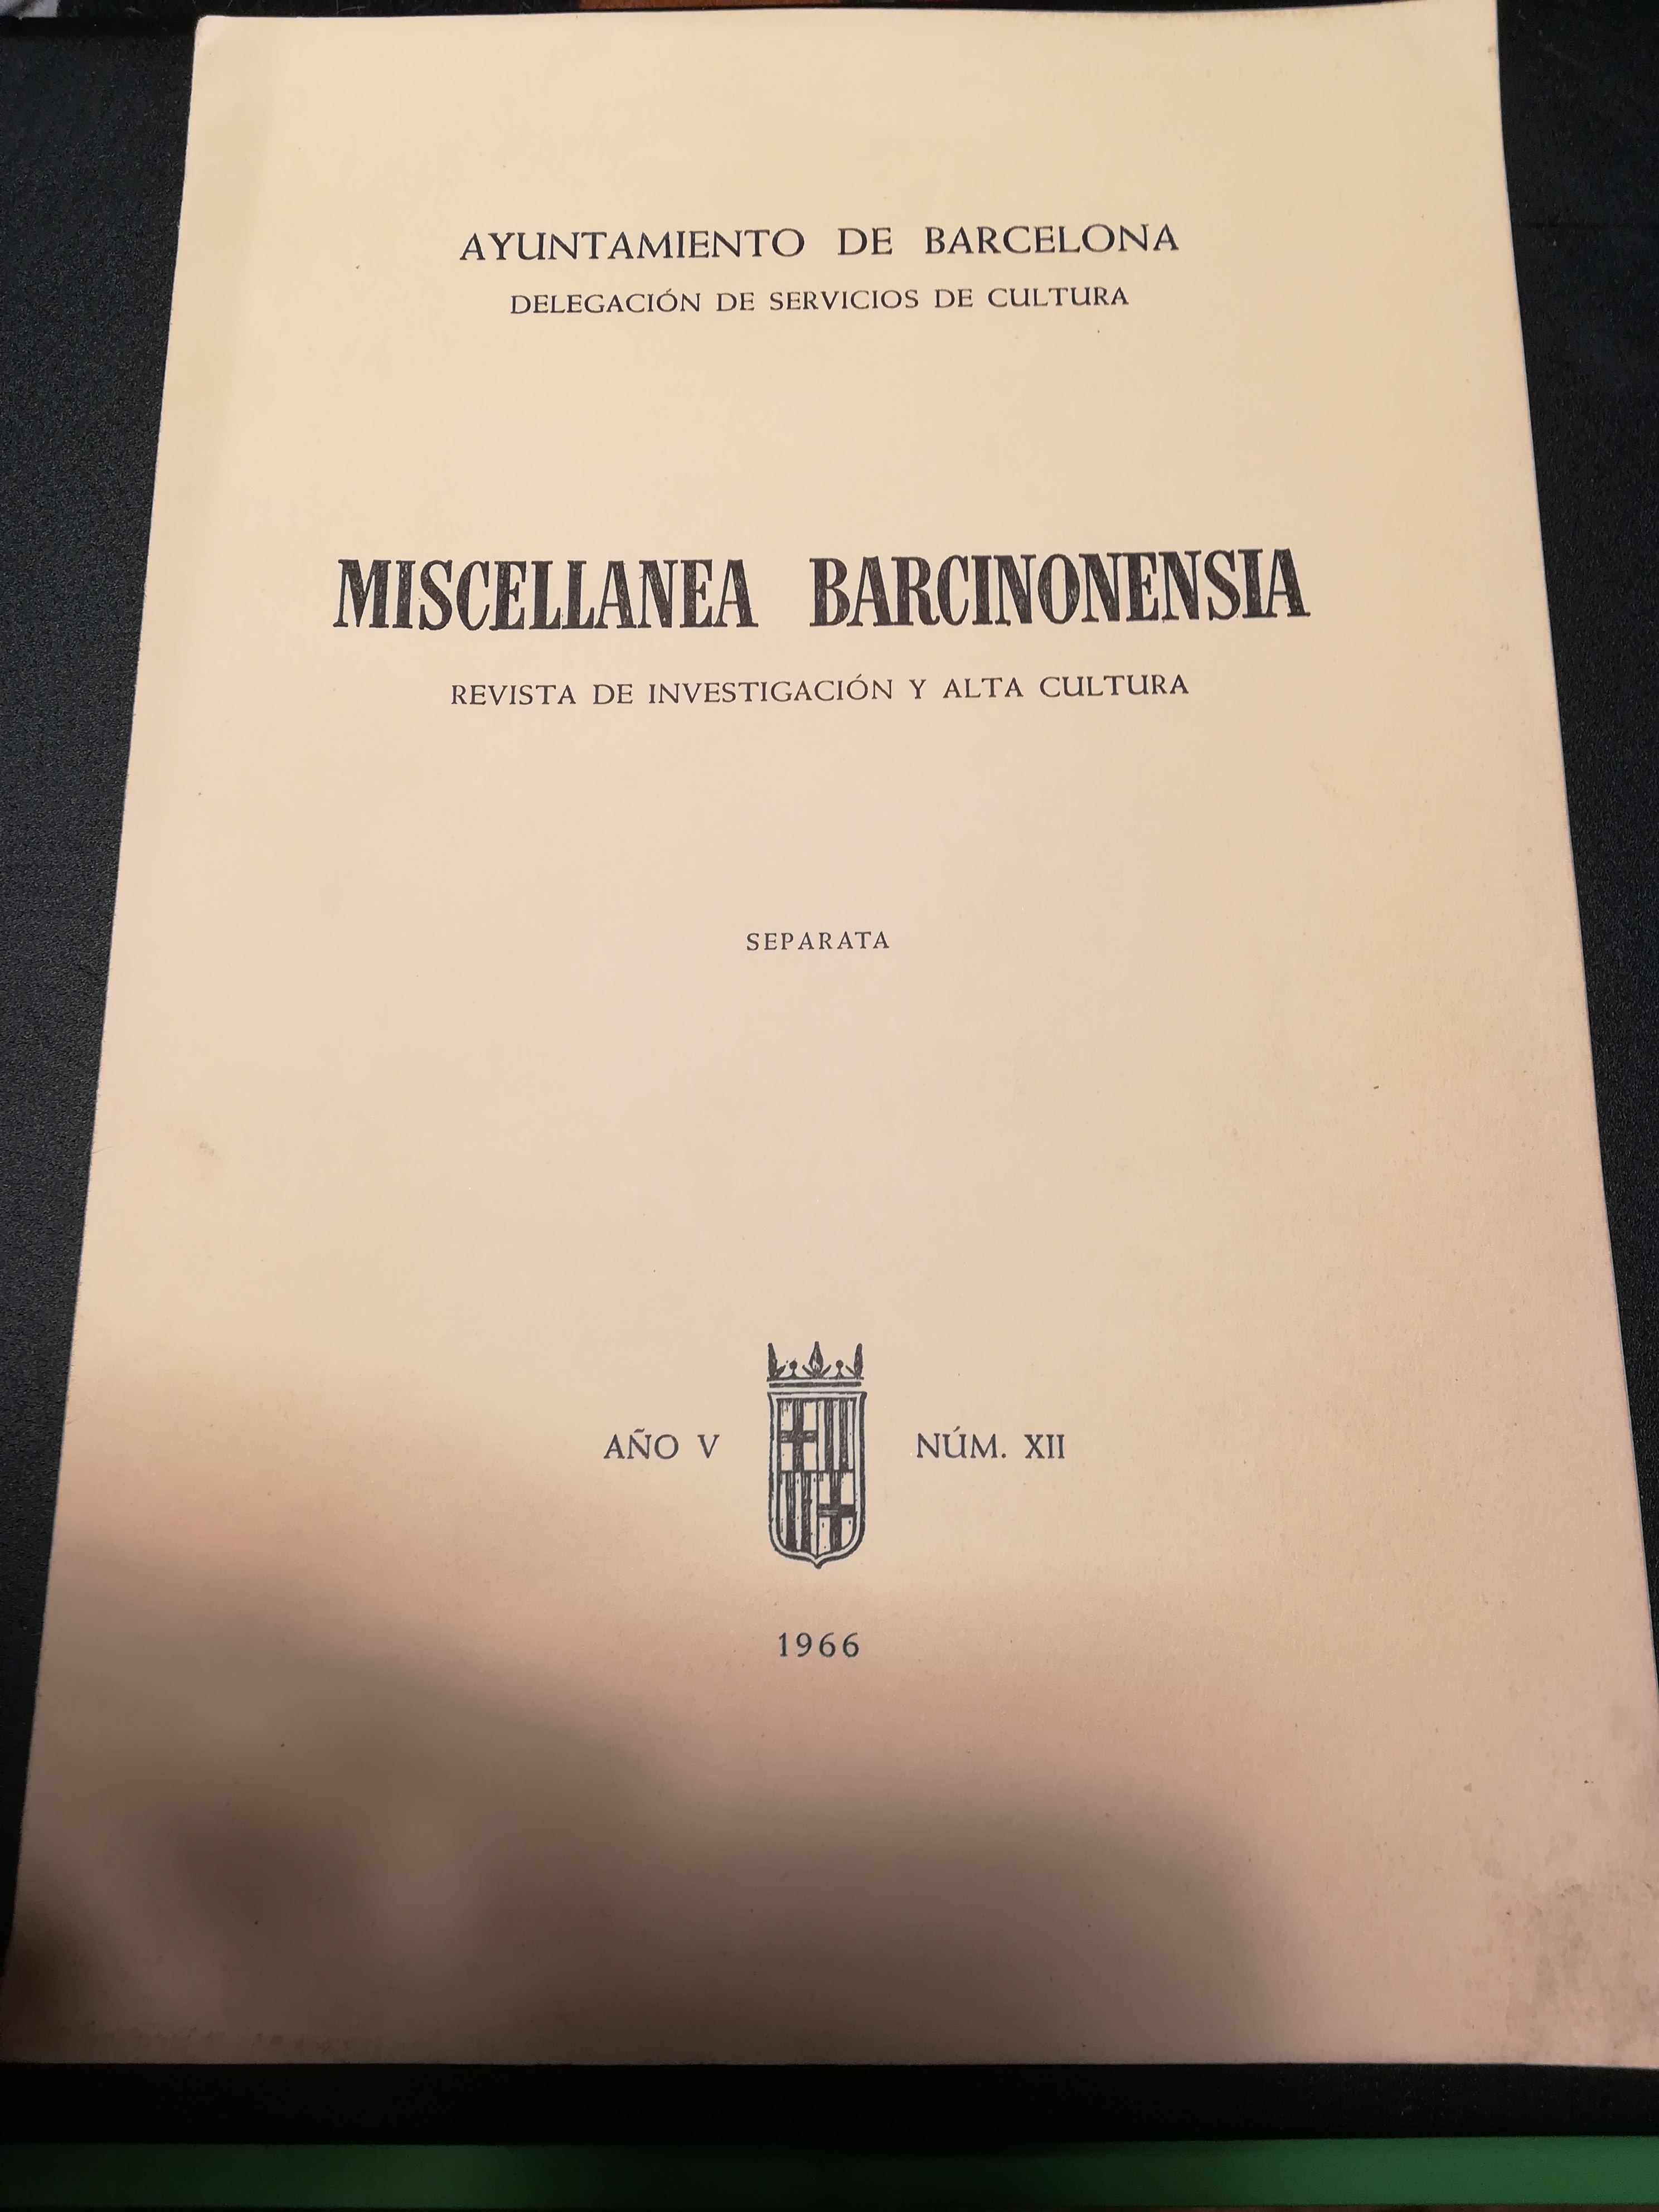 AYUNTAMIENTO DE BARCELONA
DELEGACIÓN DE SERVICIOS DE CULTURA
MISCELLANEA BARCINONENSIA
REVISTA DE INVESTIGACIÓN Y ALTA CULTURA
SEPARATA
AÑO V NÚM. XII
1966